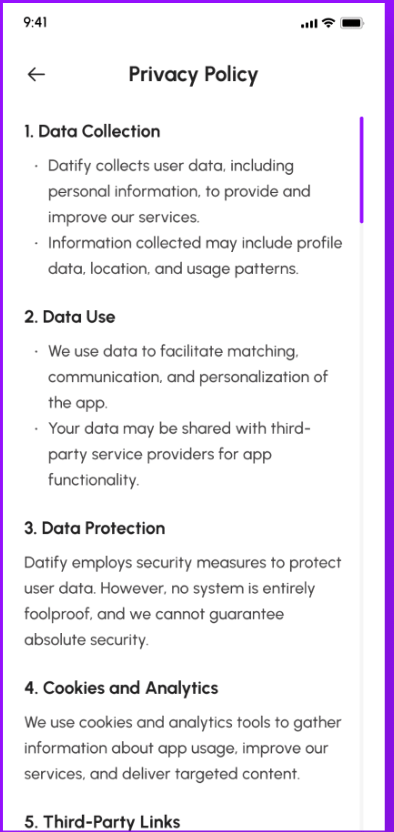 9:41
Privacy Policy
1. Data Collection
· Datify collects user data, including
personal information, to provide and
improve our services.
· Information collected may include profile
data, location, and usage patterns.
2. Data Use
· We use data to facilitate matching,
communication, and personalization of
the app.
· Your data may be shared with third-
party service providers for app
functionality.
3. Data Protection
Datify employs security measures to protect
user data. However, no system is entirely
foolproof, and we cannot guarantee
absolute security.
4. Cookies and Analytics
We use cookies and analytics tools to gather
information about app usage, improve our
services, and deliver targeted content.
5. Third-Party Links